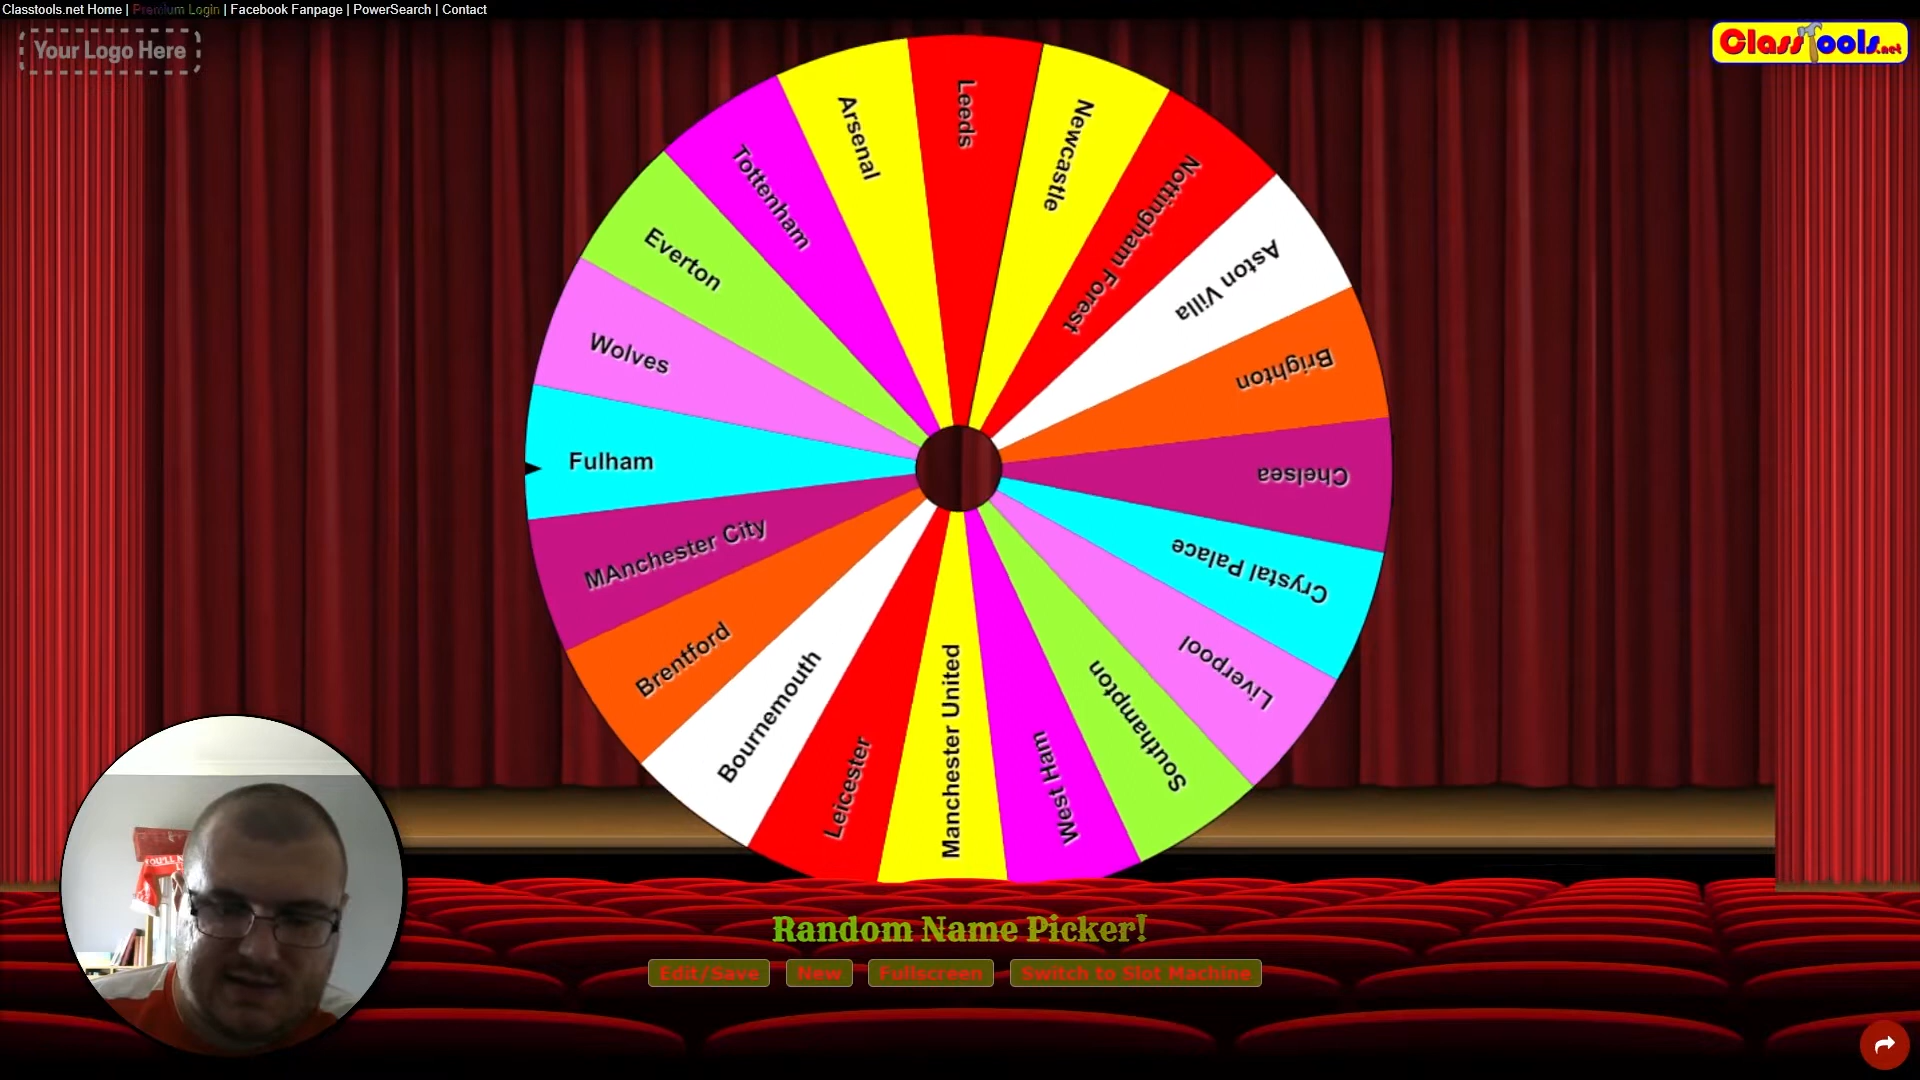 Classtools.net Home | Premium Login | Facebook Fanpage | PowerSearch | Contact
Your Logo Here
ClassTools.net
Leeds
Newcastle
Nottingham Forest
Aston Villa
Brighton
Chelsea
Crystal Palace
Liverpool
Southampton
West Ham
Manchester United
Leicester
Bournemouth
Brentford
MAnchester City
Fulham
Wolves
Everton
Tottenham
Arsenal
YOU'LL N
Random Name Picker!
Edit/Save
New
Fullscreen
Switch to Slot Machine